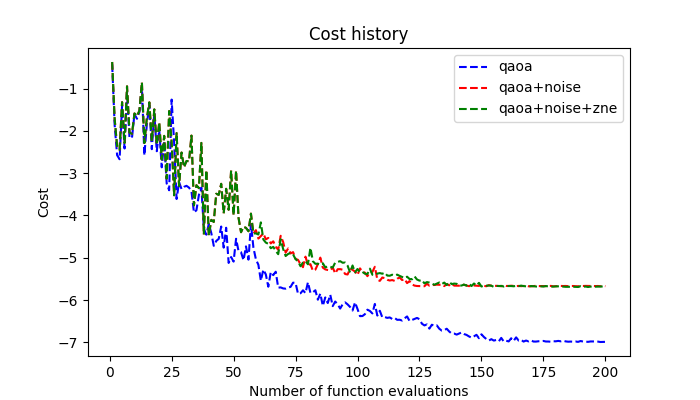 Cost history
qaoa
qaoa+noise
qaoa+noise+zne
Cost
−1
−2
−3
−4
−5
−6
−7
0 25 50 75 100 125 150 175 200
Number of function evaluations